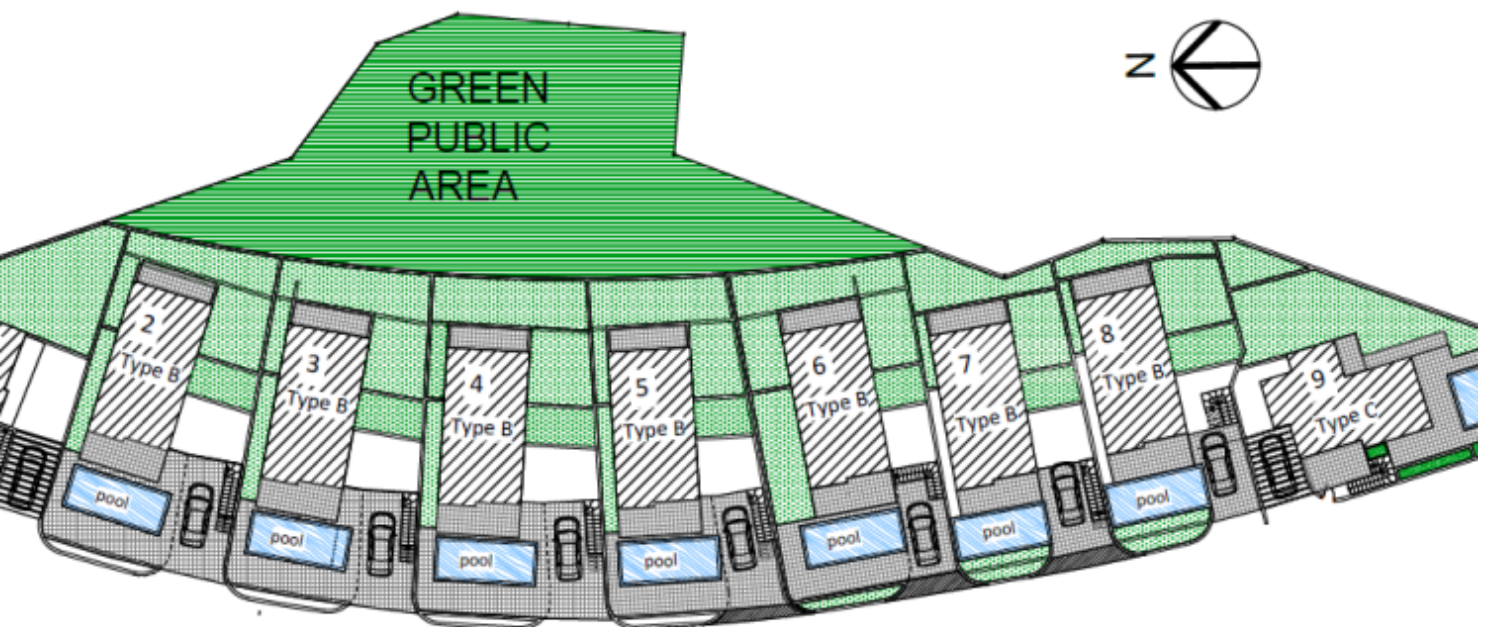 GREEN
PUBLIC
AREA
N
2
Type B
3
Type B
4
Type B
5
Type B
6
Type B
7
Type B
8
Type B
9
Type C
pool
pool
pool
pool
pool
pool
pool